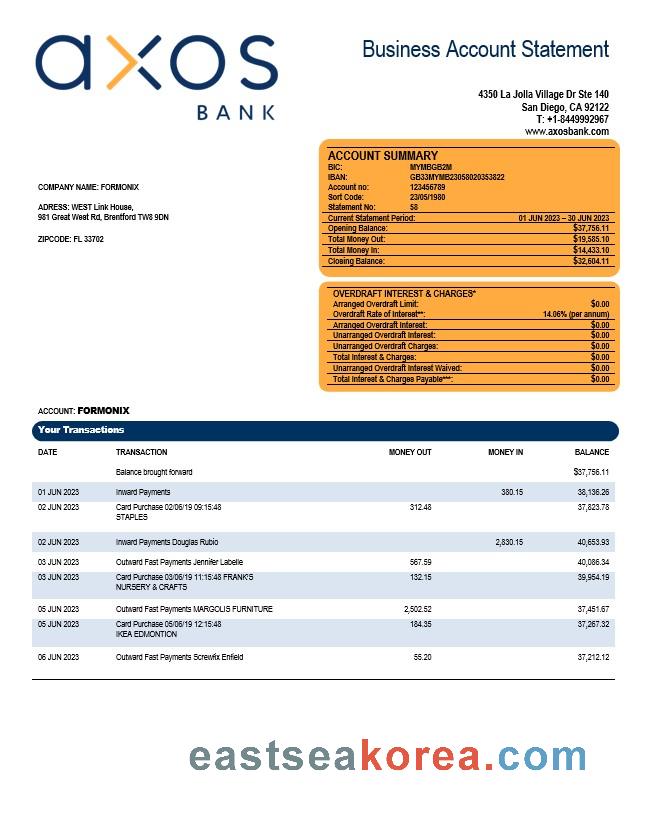 axos
BANK
Business Account Statement
4350 La Jolla Village Dr Ste 140
San Diego, CA 92122
T: +1-8449992967
www.axosbank.com
COMPANY NAME: FORMONIX
ADRESS: WEST Link House,
981 Great West Rd, Brentford TW8 9DN
ZIPCODE: FL 33702
ACCOUNT SUMMARY
BIC: MYMBGB2M
IBAN: GB33MYMB23058020353822
Account no: 123456789
Sort Code: 23/05/1980
Statement No: 58
Current Statement Period: 01 JUN 2023 – 30 JUN 2023
Opening Balance: $37,756.11
Total Money Out: $19,585.10
Total Money In: $14,433.10
Closing Balance: $32,604.11
OVERDRAFT INTEREST & CHARGES*
Arranged Overdraft Limit: $0.00
Overdraft Rate of Interest**: 14.06% (per annum)
Arranged Overdraft Interest: $0.00
Unarranged Overdraft Interest: $0.00
Unarranged Overdraft Charges: $0.00
Total Interest & Charges: $0.00
Unarranged Overdraft Interest Waived: $0.00
Total Interest & Charges Payable***: $0.00
ACCOUNT: FORMONIX
Your Transactions
DATE TRANSACTION MONEY OUT MONEY IN BALANCE
Balance brought forward $37,756.11
01 JUN 2023 Inward Payments 380.15 38,136.26
02 JUN 2023 Card Purchase 02/06/19 09:15:48 312.48 37,823.78
STAPLES
02 JUN 2023 Inward Payments Douglas Rubio 2,830.15 40,653.93
03 JUN 2023 Outward Fast Payments Jennifer Labelle 567.59 40,086.34
03 JUN 2023 Card Purchase 03/06/19 11:15:48 FRANK'S 132.15 39,954.19
NURSERY & CRAFTS
05 JUN 2023 Outward Fast Payments MARGOLIS FURNITURE 2,502.52 37,451.67
05 JUN 2023 Card Purchase 05/06/19 12:15:48 184.35 37,267.32
IKEA EDMONTION
06 JUN 2023 Outward Fast Payments Screwfix Enfield 55.20 37,212.12
eastseakorea.com